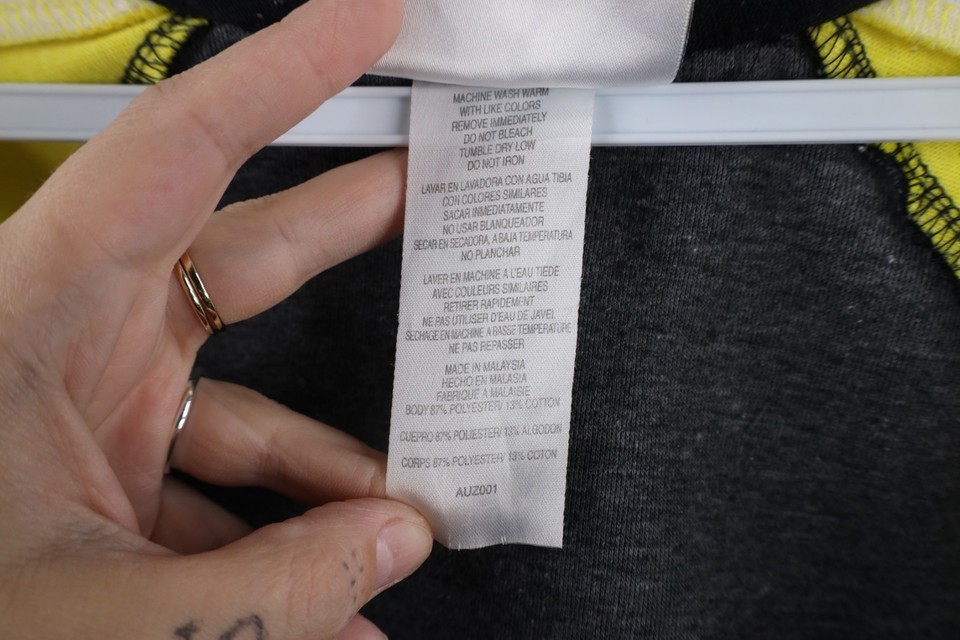 MACHINE WASH WARM
WITH LIKE COLORS
REMOVE IMMEDIATELY
DO NOT BLEACH
TUMBLE DRY LOW
DO NOT IRON
LAVAR EN LAVADORA CON AGUA TIBIA
CON COLORES SIMILARES
SACAR INMEDIATAMENTE
NO USAR BLANQUEADOR
SECAR EN SECADORA, A BAJA TEMPERATURA
NO PLANCHAR
LAVER EN MACHINE A L'EAU TIEDE
AVEC COULEURS SIMILAIRES
RETIRER RAPIDEMENT
NE PAS UTILISER D'EAU DE JAVEL
SECHAGE EN MACHINE A BASSE TEMPERATURE
NE PAS REPASSER
MADE IN MALAYSIA
HECHO EN MALASIA
FABRIQUE A MALAISIE
BODY 87% POLYESTER/ 13% COTTON
CUEPRO 87% POLIESTER/ 13% ALGODON
CORPS 87% POLYESTER/ 13% COTON
AUZ001